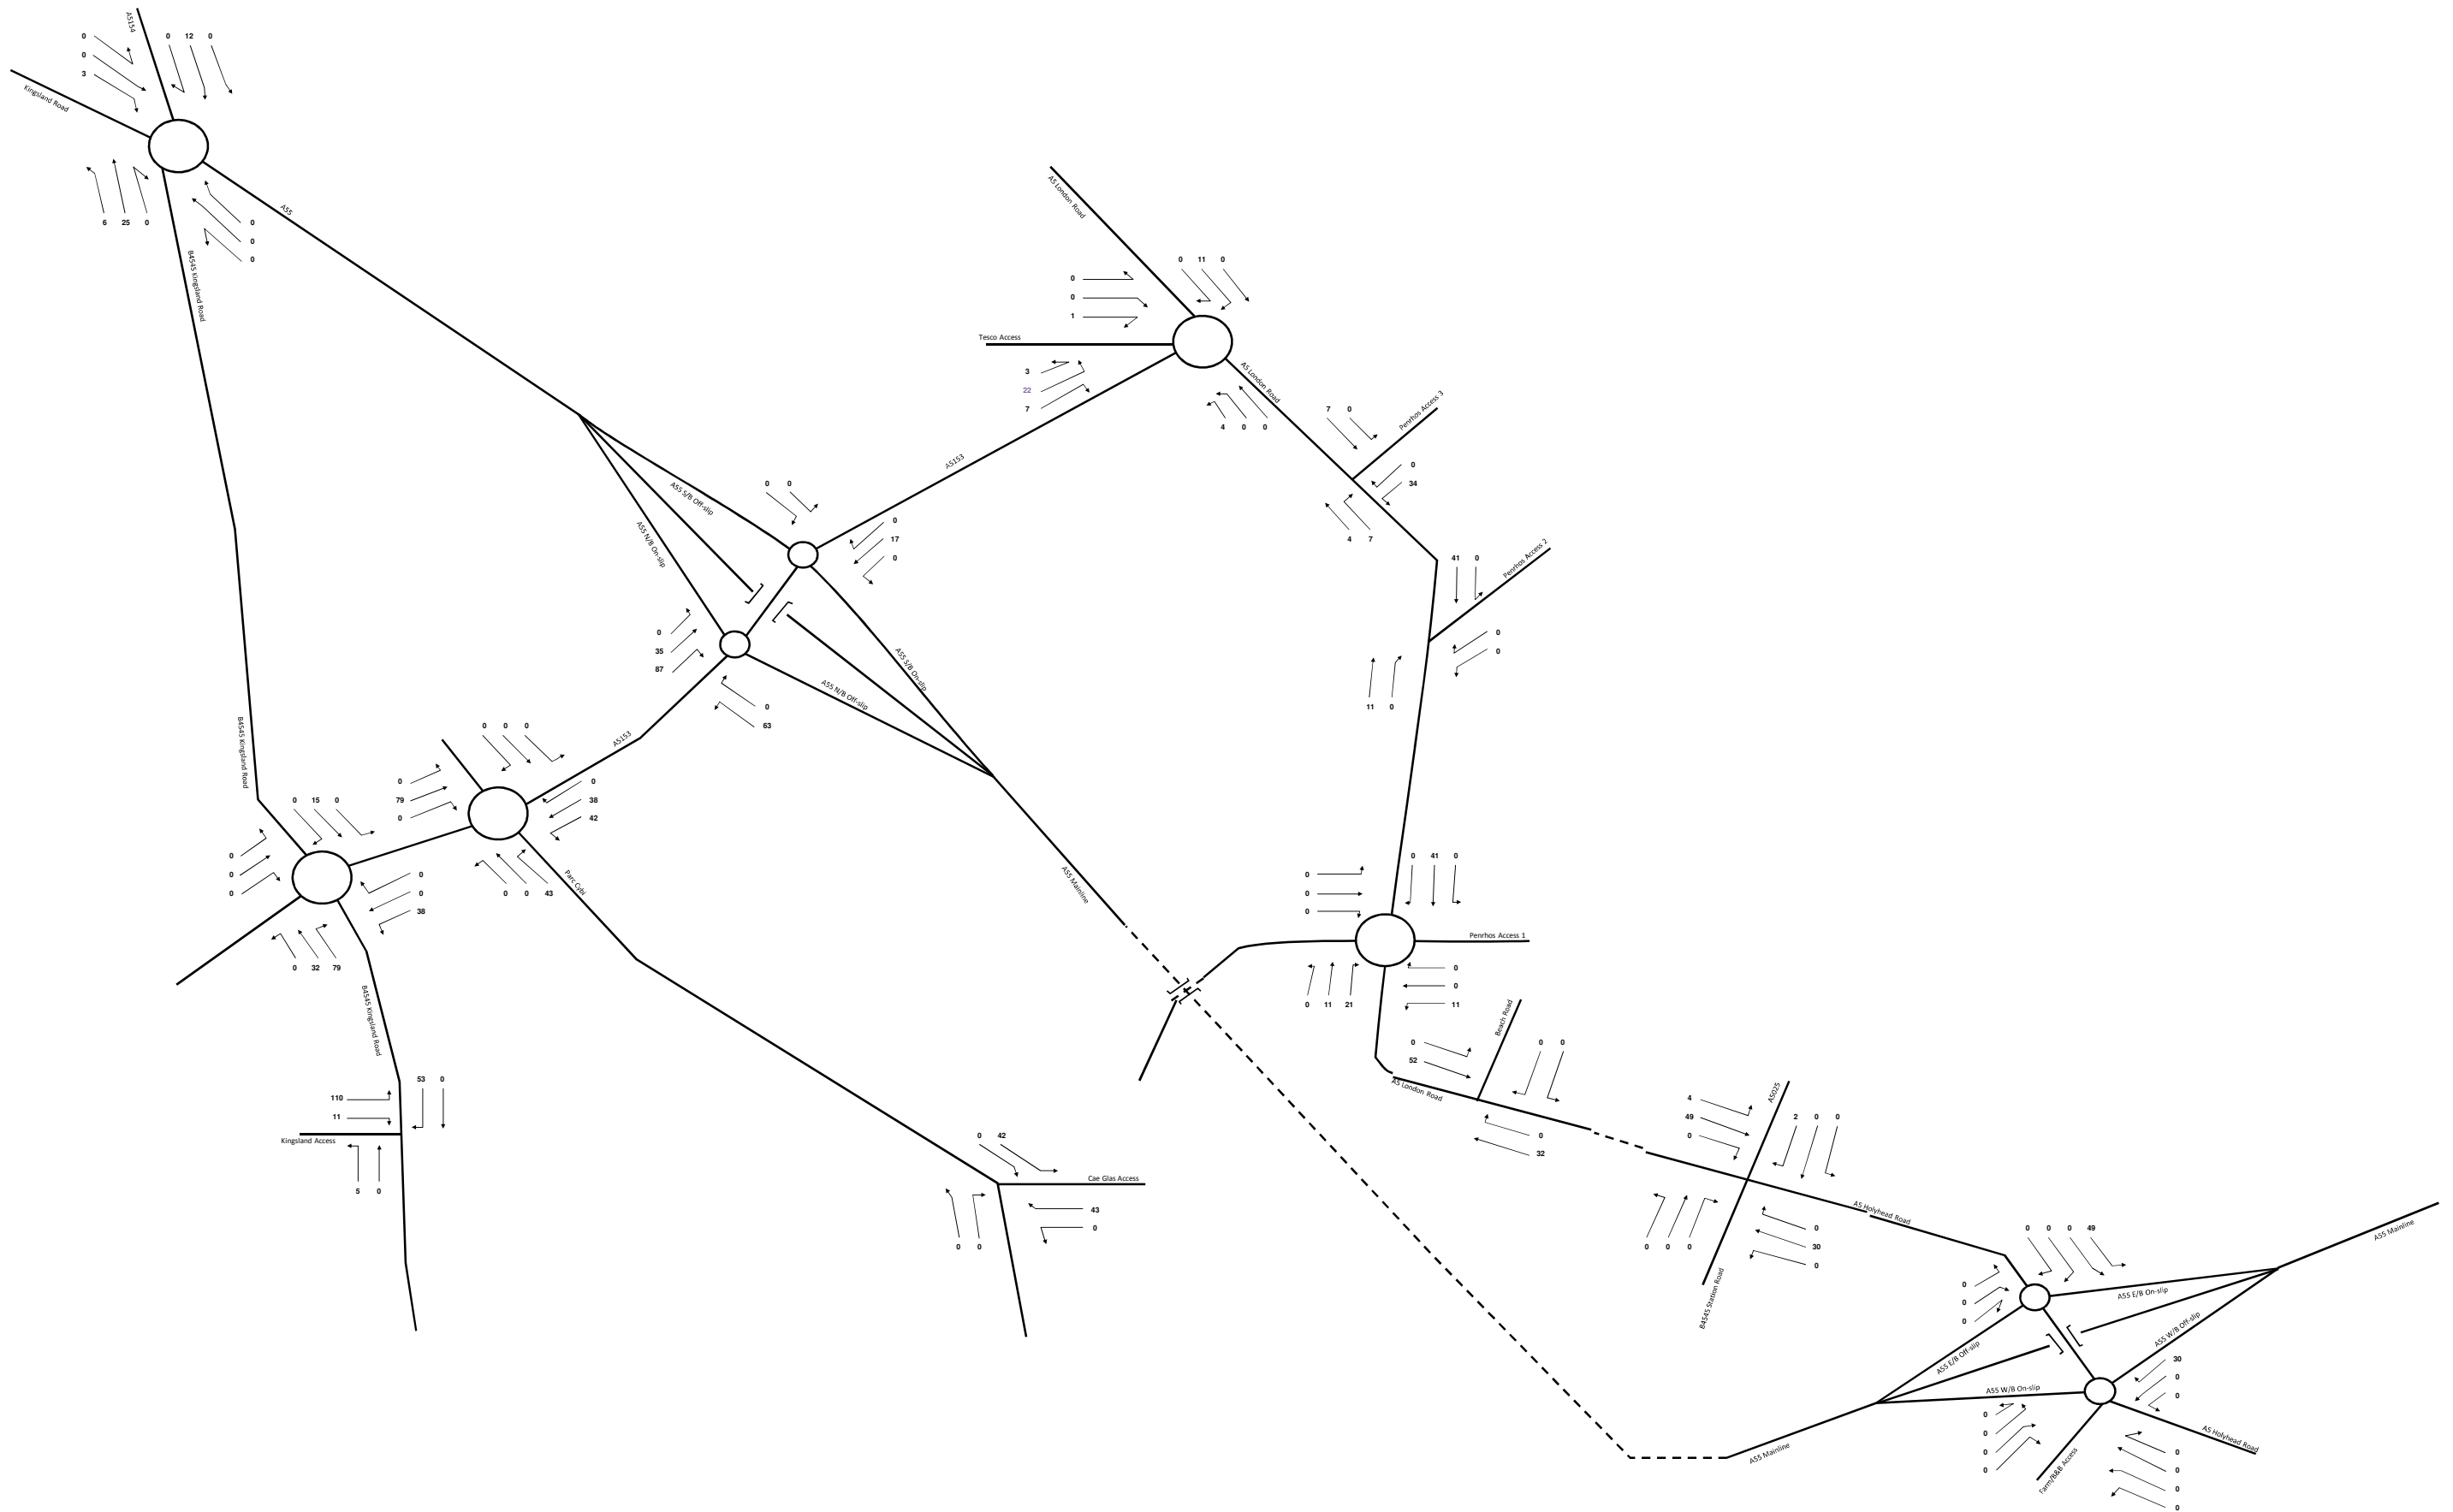 A5154
0
0
3
0 12 0
Kingsland Road
6 25 0
0
0
0
A55
B4545 Kingsland Road
A5 London Road
0 11 0
0
0
1
Tesco Access
3
22
7
A5 London Road
4 0 0
7 0
Penrhos Access 3
0
34
4 7
A5153
A55 S/B Off-slip
A55 N/B On-slip
0 0
0
17
0
41 0
Penrhos Access 2
0
0
11 0
0
35
87
A55 S/B On-slip
A55 N/B Off-slip
0
63
B4545 Kingsland Road
A5153
0 0 0
0
79
0
0
38
42
0 0 43
Parc Cybi
0 15 0
0
0
0
0
0
38
0 32 79
B4545 Kingsland Road
A55 Mainline
0
0
0
0 41 0
Penrhos Access 1
0
0
11
0 11 21
Beach Road
0
52
0 0
A5 London Road
0
32
110
11
53 0
Kingsland Access
5 0
0 42
Cae Glas Access
43
0
0 0
A5025
4
49
0
2 0 0
0 0 0
0
30
0
B4545 Station Road
A5 Holyhead Road
0 0 0 49
0
0
0
A55 Mainline
A55 E/B On-slip
A55 W/B Off-slip
A55 E/B Off-slip
A55 W/B On-slip
30
0
0
0
0
0
0
A5 Holyhead Road
Farm/B&B Access
0
0
0
0
A55 Mainline